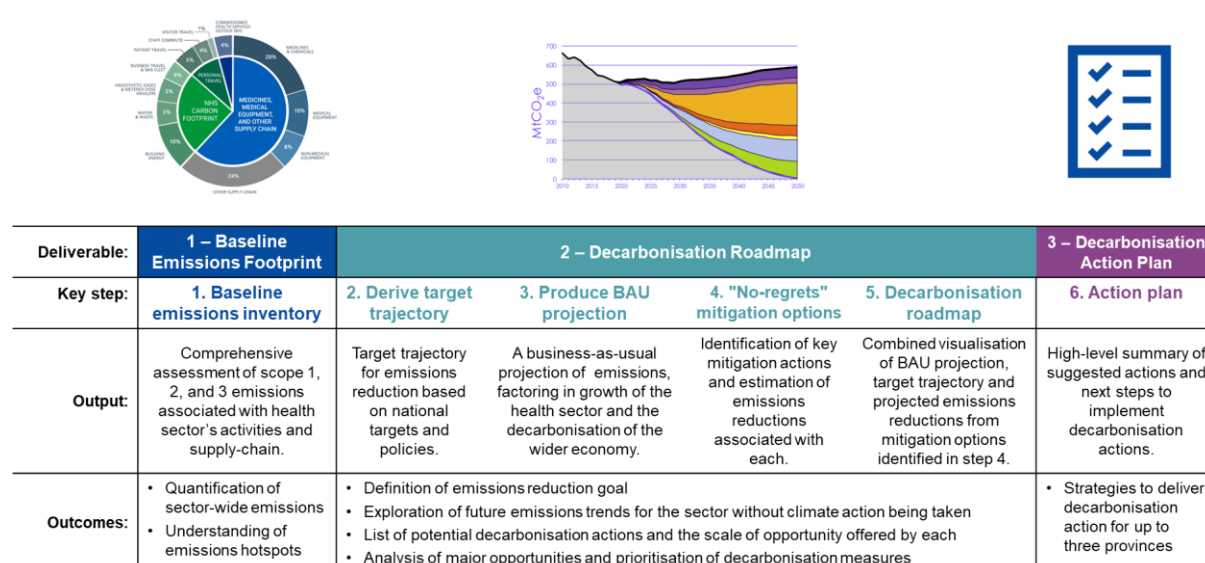 COMMISSIONED
HEALTH SERVICES
OUTSIDE NHS
1%
VISITOR TRAVEL
STAFF COMMUTE
PATIENT TRAVEL
BUSINESS TRAVEL
& NHS FLEET
ANAESTHETIC GASES
& METERED DOSE
INHALERS
WATER
& WASTE
BUILDING
ENERGY
4%
4%
5%
4%
5%
5%
10%
PERSONAL
TRAVEL
NHS
CARBON
FOOTPRINT
MEDICINES,
MEDICAL
EQUIPMENT,
AND OTHER
SUPPLY CHAIN
20%
MEDICINES
& CHEMICALS
10%
MEDICAL
EQUIPMENT
8%
NON-MEDICAL
EQUIPMENT
24%
OTHER SUPPLY CHAIN
MtCO₂e
700
600
500
400
300
200
100
0
2010 2015 2020 2025 2030 2035 2040 2045 2050
Deliverable:
1 – Baseline
Emissions Footprint
2 – Decarbonisation Roadmap
3 – Decarbonisation
Action Plan
Key step:
1. Baseline
emissions inventory
2. Derive target
trajectory
3. Produce BAU
projection
4. "No-regrets"
mitigation options
5. Decarbonisation
roadmap
6. Action plan
Output:
Comprehensive
assessment of scope 1,
2, and 3 emissions
associated with health
sector's activities and
supply-chain.
Target trajectory
for emissions
reduction based
on national
targets and
policies.
A business-as-usual
projection of emissions,
factoring in growth of the
health sector and the
decarbonisation of the
wider economy.
Identification of key
mitigation actions
and estimation of
emissions
reductions
associated with
each.
Combined visualisation
of BAU projection,
target trajectory and
projected emissions
reductions from
mitigation options
identified in step 4.
High-level summary of
suggested actions and
next steps to
implement
decarbonisation
actions.
Outcomes:
• Quantification of
sector-wide emissions
• Understanding of
emissions hotspots
• Definition of emissions reduction goal
• Exploration of future emissions trends for the sector without climate action being taken
• List of potential decarbonisation actions and the scale of opportunity offered by each
• Analysis of major opportunities and prioritisation of decarbonisation measures
• Strategies to deliver
decarbonisation
action for up to
three provinces